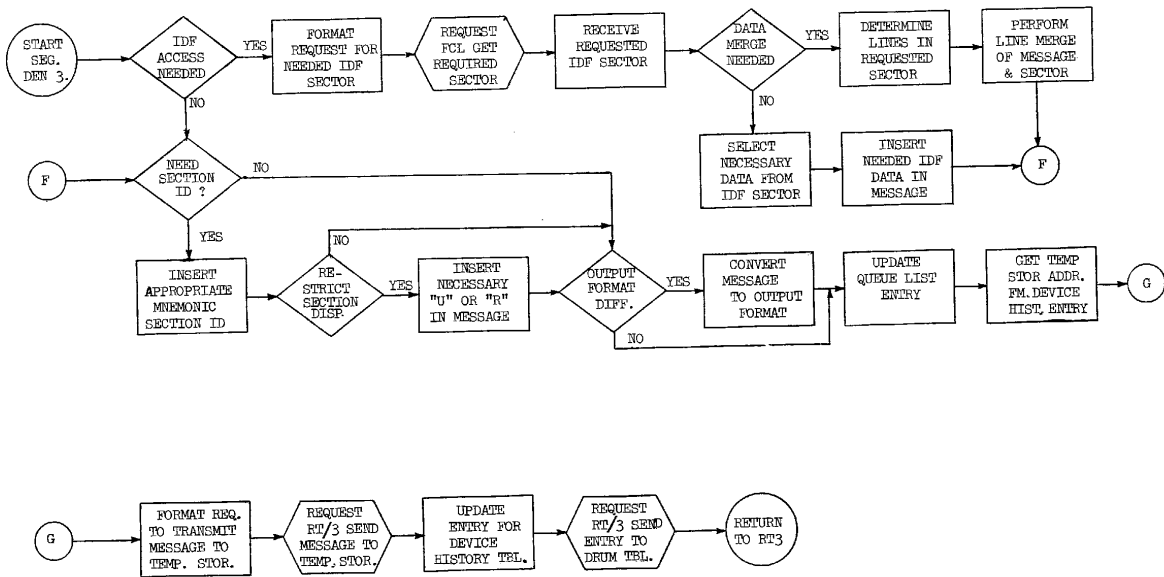 START
SEG.
DEN 3.
IDF
ACCESS
NEEDED
YES
FORMAT
REQUEST FOR
NEEDED IDF
SECTOR
REQUEST
FCL GET
REQUIRED
SECTOR
RECEIVE
REQUESTED
IDF SECTOR
DATA
MERGE
NEEDED
YES
DETERMINE
LINES IN
REQUESTED
SECTOR
PERFORM
LINE MERGE
OF MESSAGE
& SECTOR
NO
NO
SELECT
NECESSARY
DATA FROM
IDF SECTOR
INSERT
NEEDED IDF
DATA IN
MESSAGE
F
F
NEED
SECTION
ID ?
NO
YES
INSERT
APPROPRIATE
MNEMONIC
SECTION ID
NO
RE-
STRICT
SECTION
DISP.
YES
INSERT
NECESSARY
"U" OR "R"
IN MESSAGE
OUTPUT
FORMAT
DIFF.
YES
NO
CONVERT
MESSAGE
TO OUTPUT
FORMAT
UPDATE
QUEUE LIST
ENTRY
GET TEMP
STOR ADDR.
FM. DEVICE
HIST, ENTRY
G
G
FORMAT REQ.
TO TRANSMIT
MESSAGE TO
TEMP. STOR.
REQUEST
RT/3 SEND
MESSAGE TO
TEMP. STOR.
UPDATE
ENTRY FOR
DEVICE
HISTORY TBL.
REQUEST
RT/3 SEND
ENTRY TO
DRUM TBL.
RETURN
TO RT3